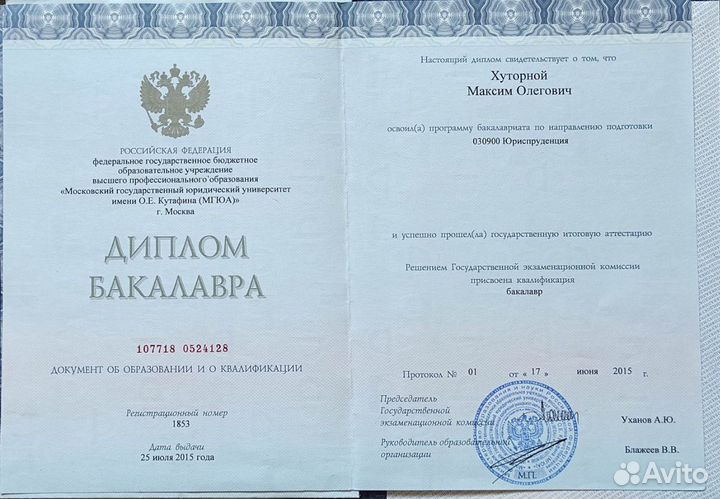 РОССИЙСКАЯ ФЕДЕРАЦИЯ
федеральное государственное бюджетное
образовательное учреждение
высшего профессионального образования
«Московский государственный юридический университет
имени О.Е. Кутафина (МГЮА)»
г. Москва
ДИПЛОМ
БАКАЛАВРА
107718 0524128
ДОКУМЕНТ ОБ ОБРАЗОВАНИИ И О КВАЛИФИКАЦИИ
Регистрационный номер
1853
Дата выдачи
25 июля 2015 года
Настоящий диплом свидетельствует о том, что
Хуторной
Максим Олегович
освоил(а) программу бакалавриата по направлению подготовки
030900 Юриспруденция
и успешно прошел(ла) государственную итоговую аттестацию
Решением Государственной экзаменационной комиссии
присвоена квалификация
бакалавр
Протокол № 01 от « 17 » июня 2015 г.
Председатель
Государственной
экзаменационной комиссии
Уханов А.Ю.
Руководитель образовательной
организации
Блажеев В.В.
М.П.
Avito